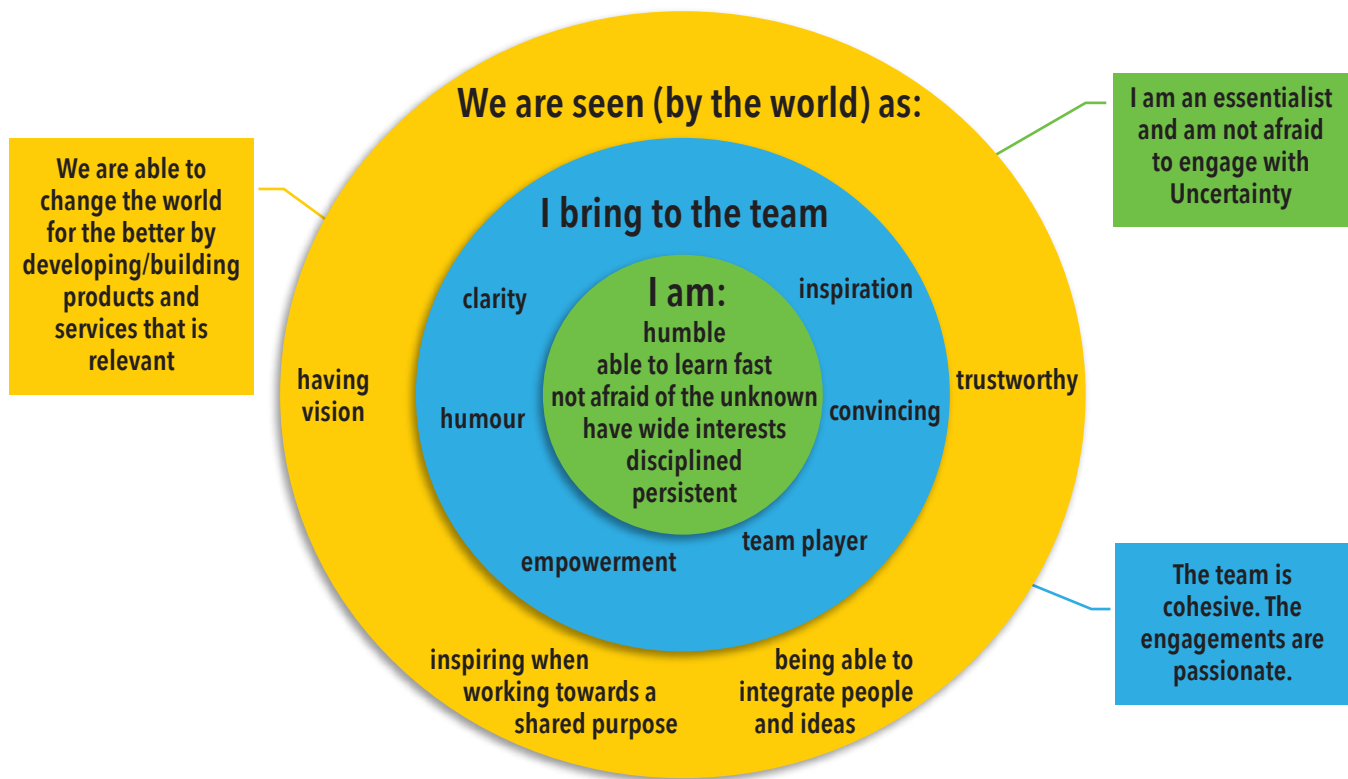 We are seen (by the world) as:
I am an essentialist
and am not afraid
to engage with
Uncertainty
We are able to
change the world
for the better by
developing/building
products and
services that is
relevant
I bring to the team
clarity
inspiration
I am:
humble
able to learn fast
not afraid of the unknown
have wide interests
disciplined
persistent
having
vision
humour
convincing
trustworthy
empowerment
team player
inspiring when
working towards a
shared purpose
being able to
integrate people
and ideas
The team is
cohesive. The
engagements are
passionate.